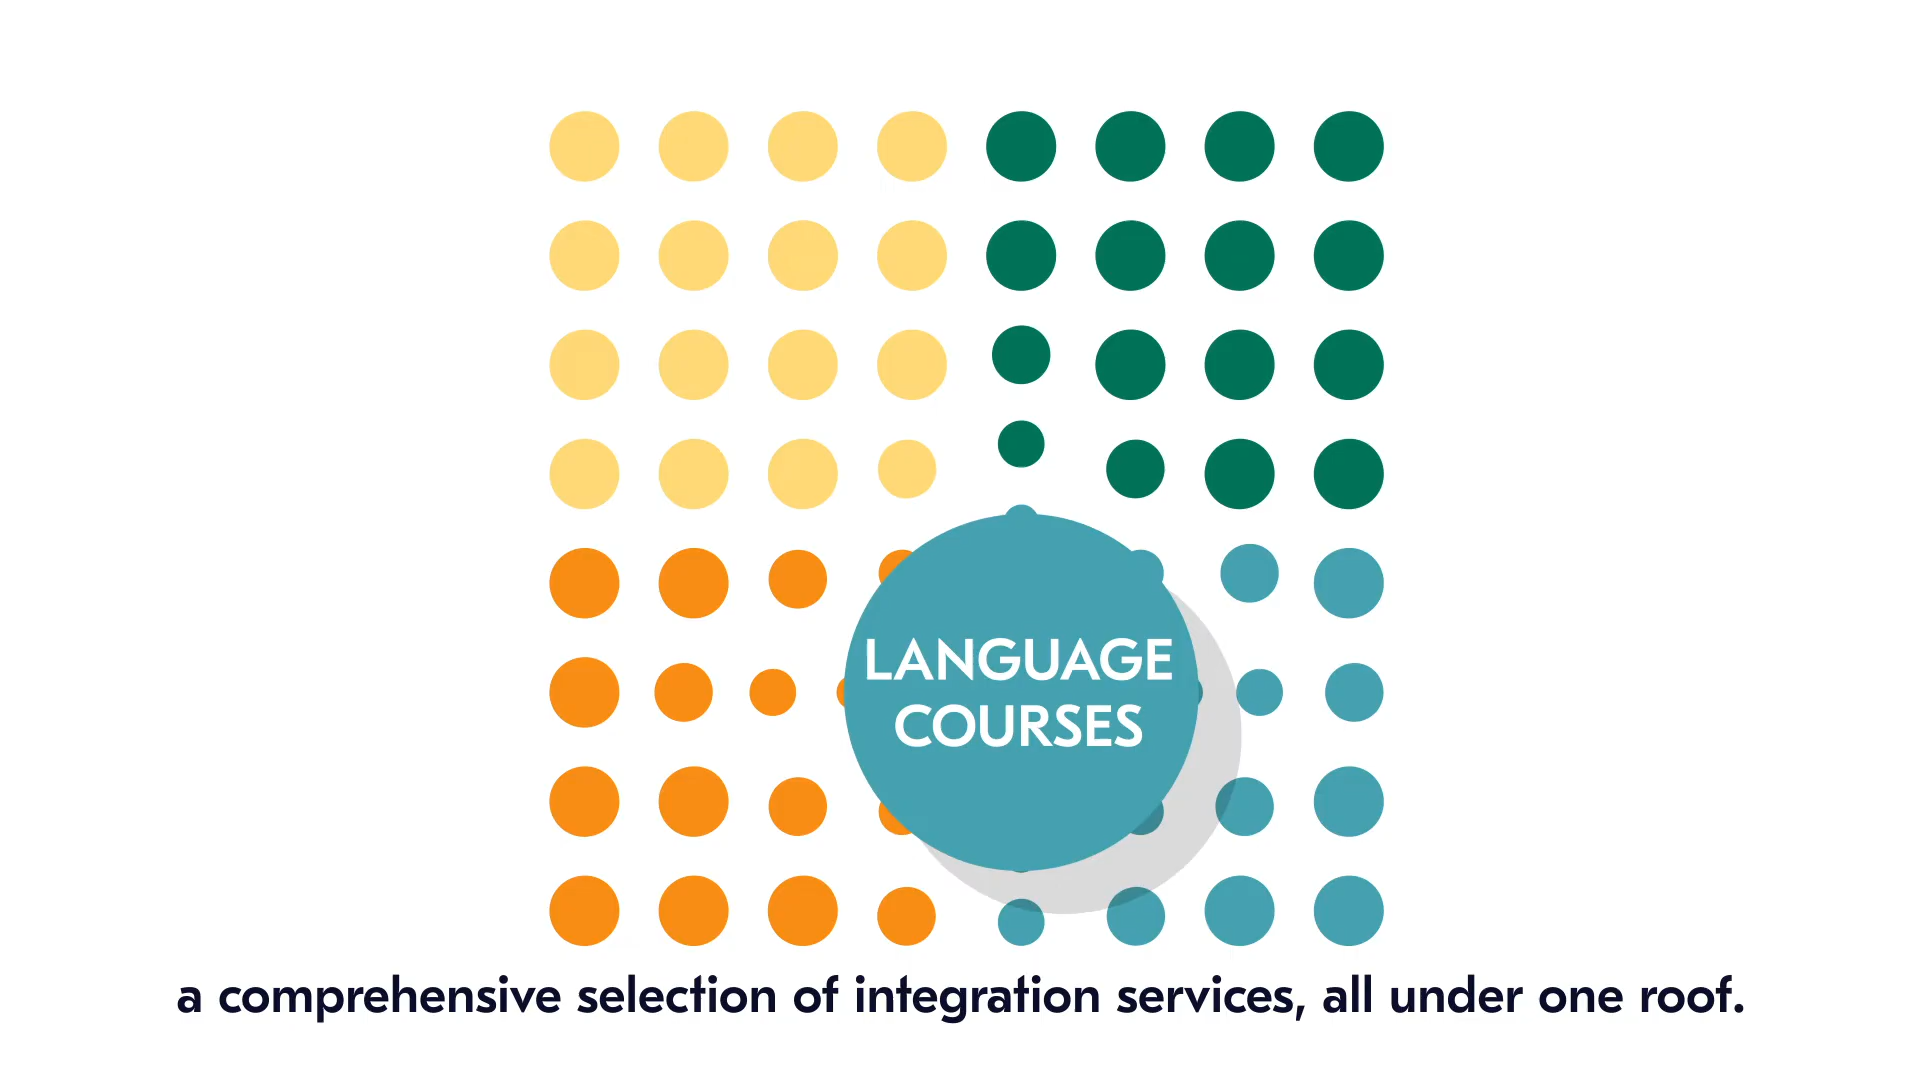 LANGUAGE
COURSES
a comprehensive selection of integration services, all under one roof.